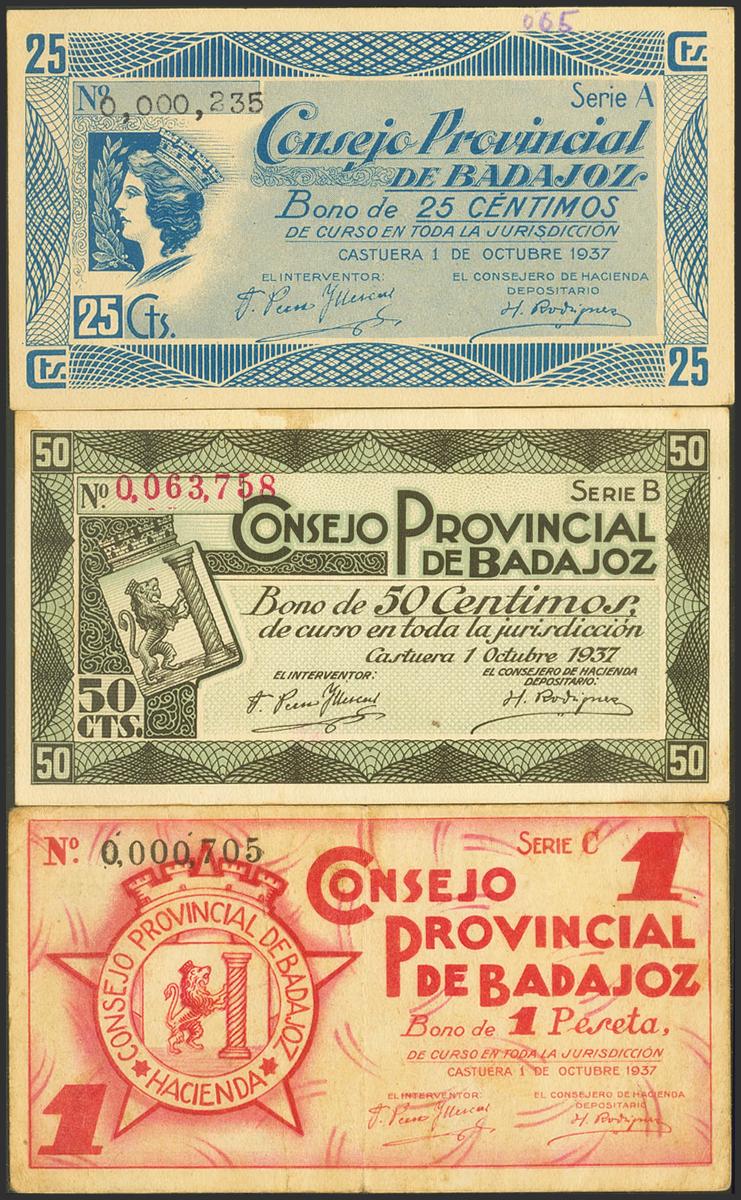 065
25 Cts.
Nº 0,000,235 Serie A
Consejo Provincial
DE BADAJOZ
Bono de 25 CÉNTIMOS
DE CURSO EN TODA LA JURISDICCIÓN
CASTUERA 1 DE OCTUBRE 1937
EL INTERVENTOR: EL CONSEJERO DE HACIENDA
DEPOSITARIO
H. Rodríguez
25 Cts.
Cts. 25
50 50
Nº. 0,063,758 SERIE B
CONSEJO PROVINCIAL
DE BADAJOZ
Bono de 50 Centimos,
de curso en toda la jurisdicción
Castuera 1 Octubre 1937
EL INTERVENTOR: EL CONSEJERO DE HACIENDA
DEPOSITARIO:
H. Rodríguez
50
CTS.
50 50
Nº. 0,000,705 SERIE C 1
CONSEJO
PROVINCIAL
DE BADAJOZ
Bono de 1 Peseta,
DE CURSO EN TODA LA JURISDICCIÓN
CASTUERA 1 DE OCTUBRE 1937
EL INTERVENTOR: EL CONSEJERO DE HACIENDA
DEPOSITARIO
H. Rodríguez
CONSEJO PROVINCIAL DE BADAJOZ
HACIENDA
1